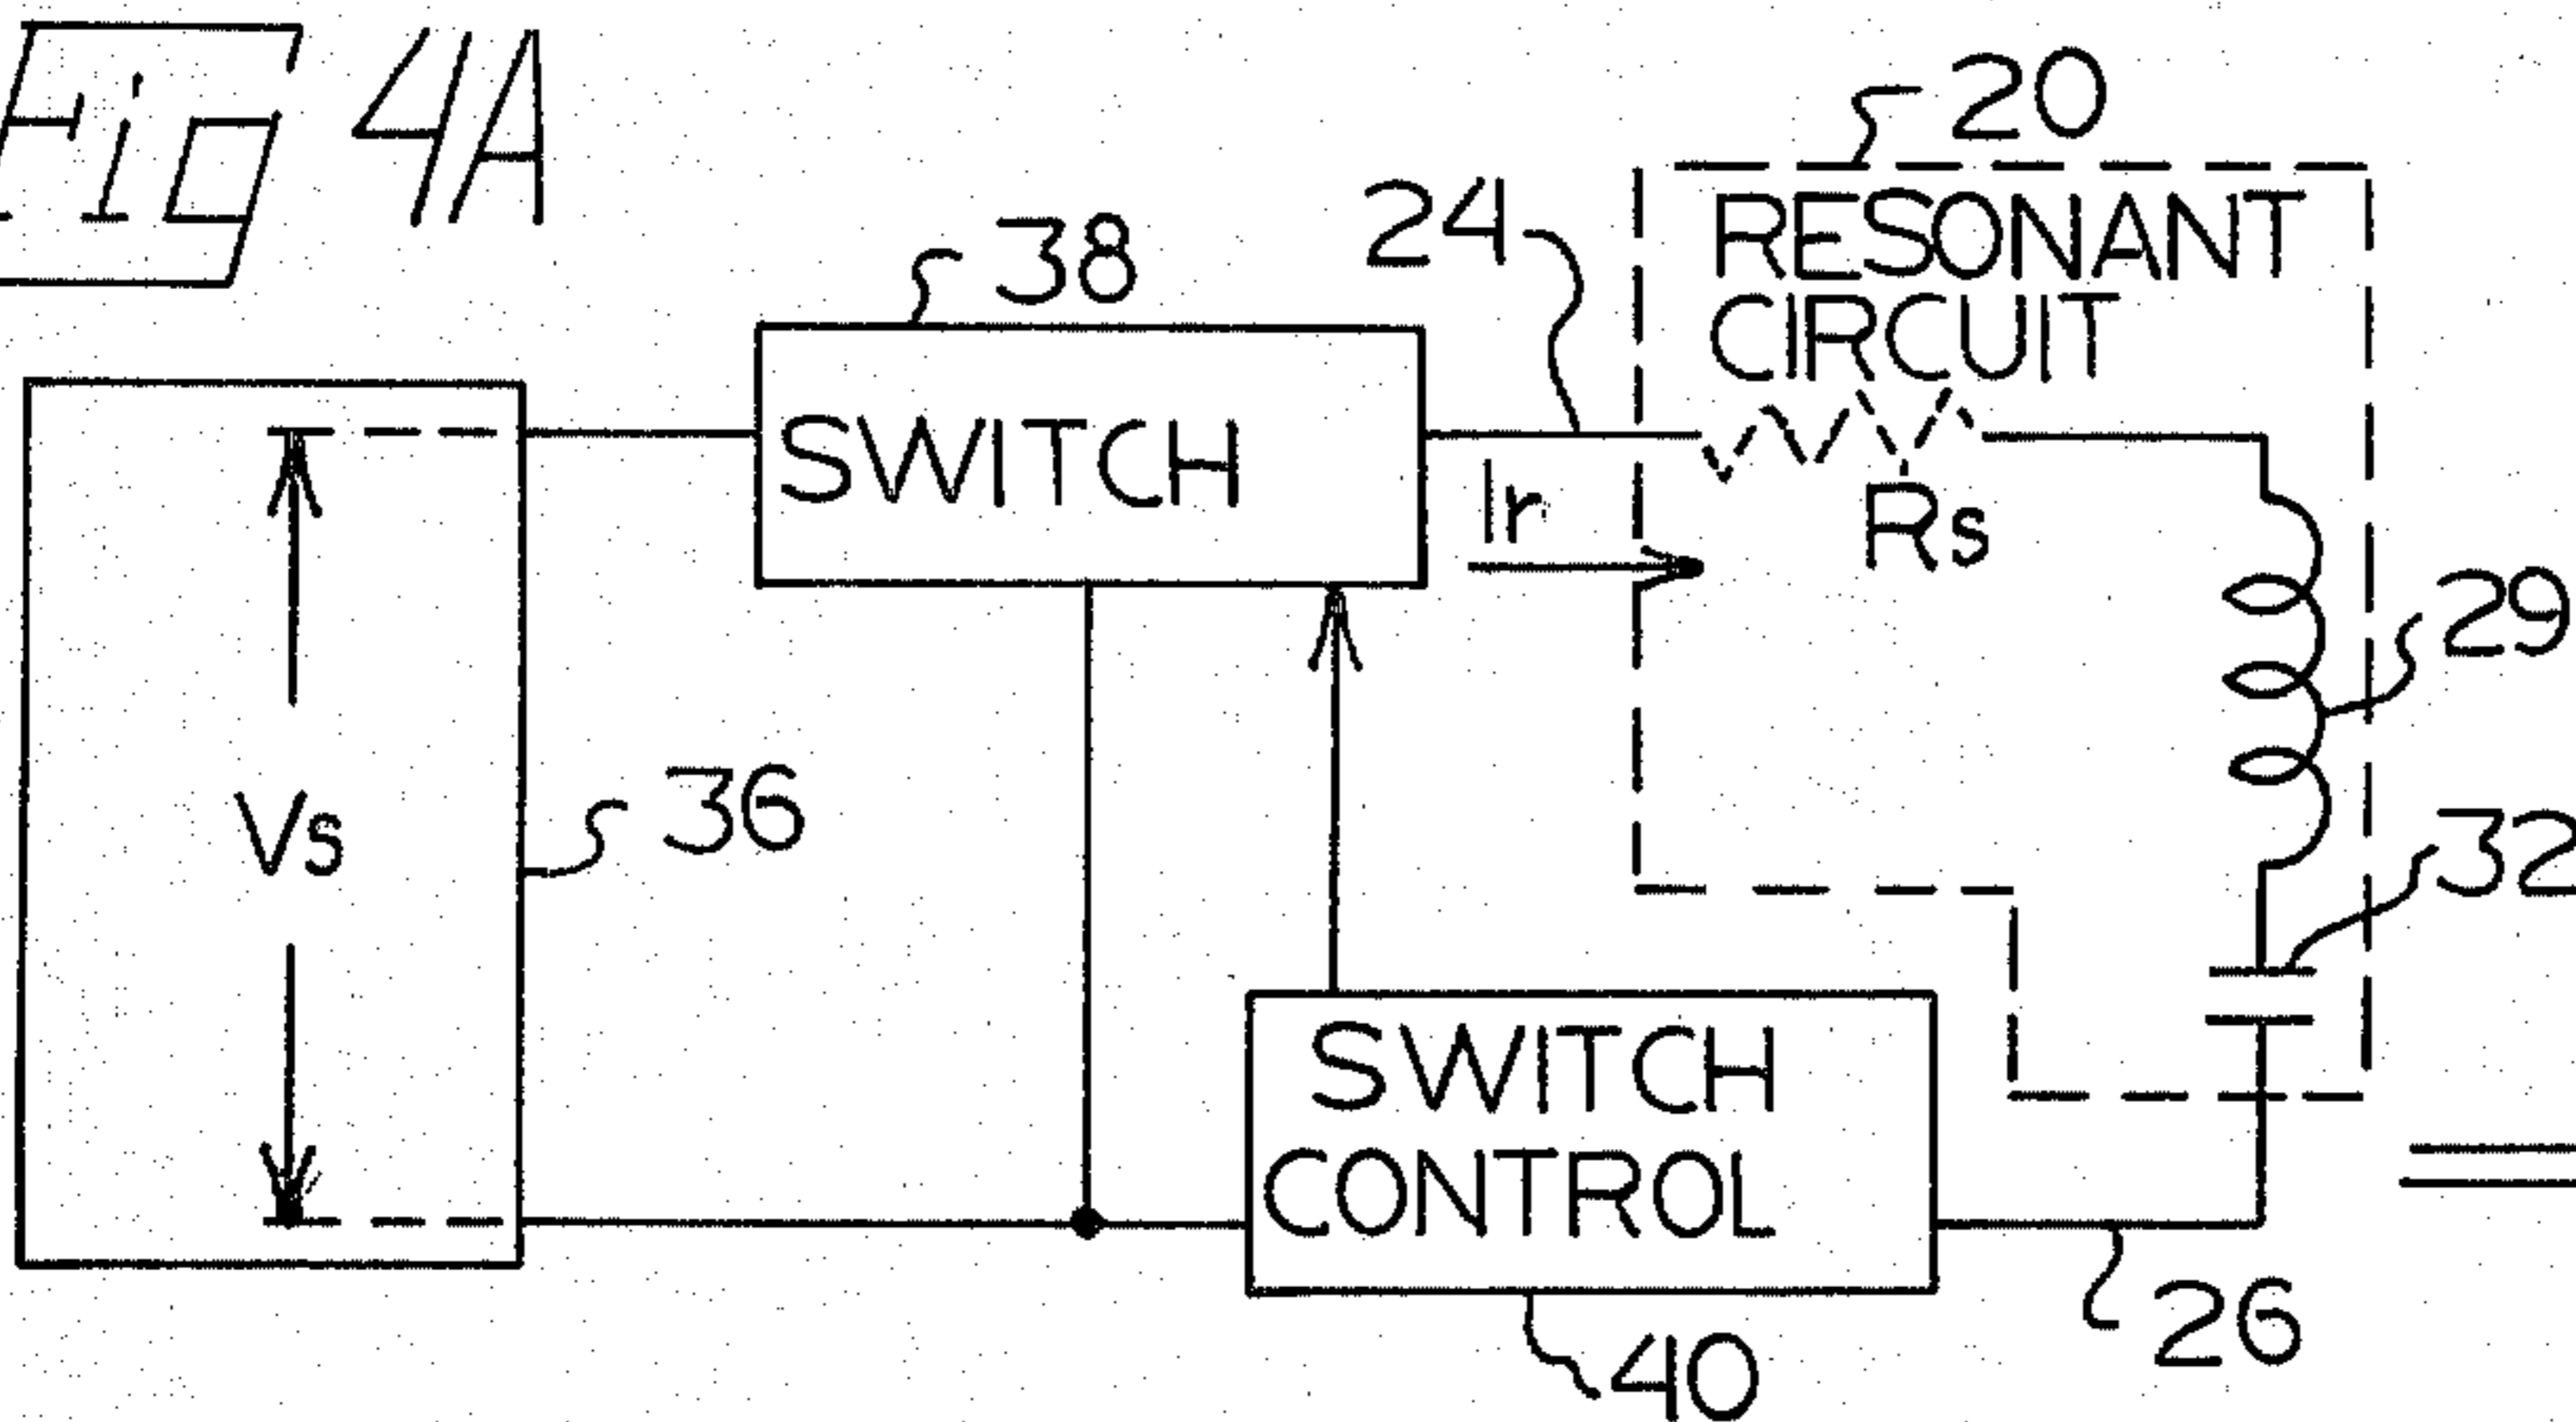 Fig 4A
20
RESONANT
CIRCUIT
24
38
SWITCH
Ir
Rs
29
Vs
36
32
SWITCH
CONTROL
26
40